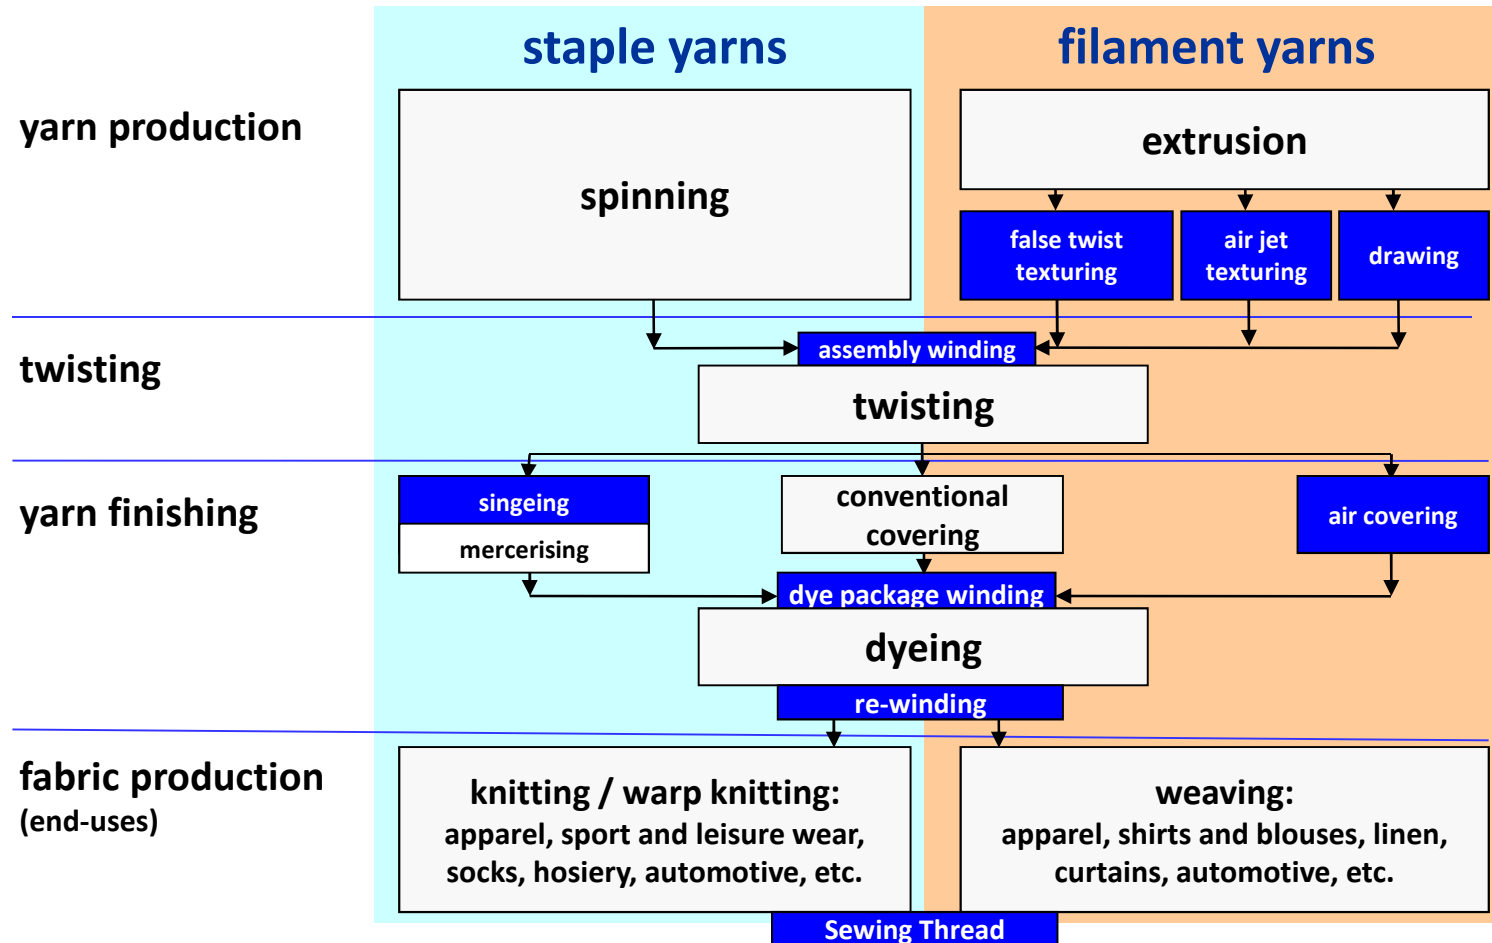 staple yarns
filament yarns
yarn production
spinning
extrusion
false twist
texturing
air jet
texturing
drawing
twisting
assembly winding
twisting
yarn finishing
singeing
mercerising
conventional
covering
air covering
dye package winding
dyeing
re-winding
fabric production
(end-uses)
knitting / warp knitting:
apparel, sport and leisure wear,
socks, hosiery, automotive, etc.
weaving:
apparel, shirts and blouses, linen,
curtains, automotive, etc.
Sewing Thread